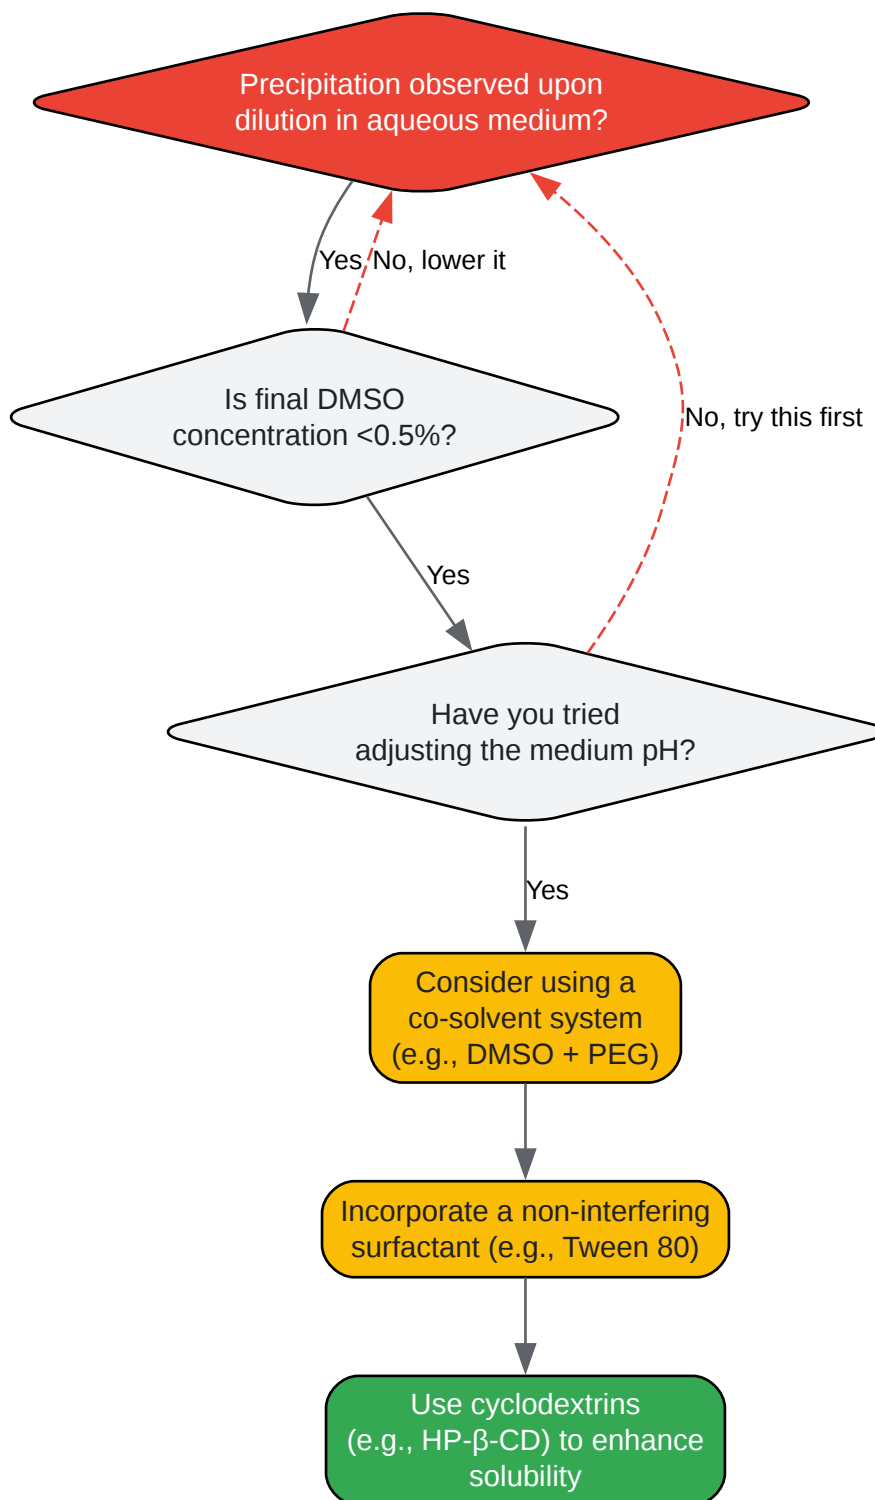 Precipitation observed upon
dilution in aqueous medium?
Yes
No, lower it
Is final DMSO
concentration <0.5%?
No, try this first
Yes
Have you tried
adjusting the medium pH?
Yes
Consider using a
co-solvent system
(e.g., DMSO + PEG)
Incorporate a non-interfering
surfactant (e.g., Tween 80)
Use cyclodextrins
(e.g., HP-β-CD) to enhance
solubility